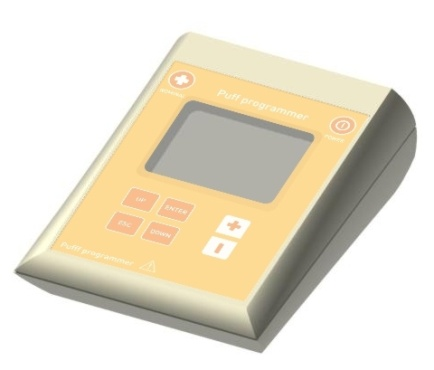 Puff programmer
UP ENTER
ESC DOWN
Puff programmer